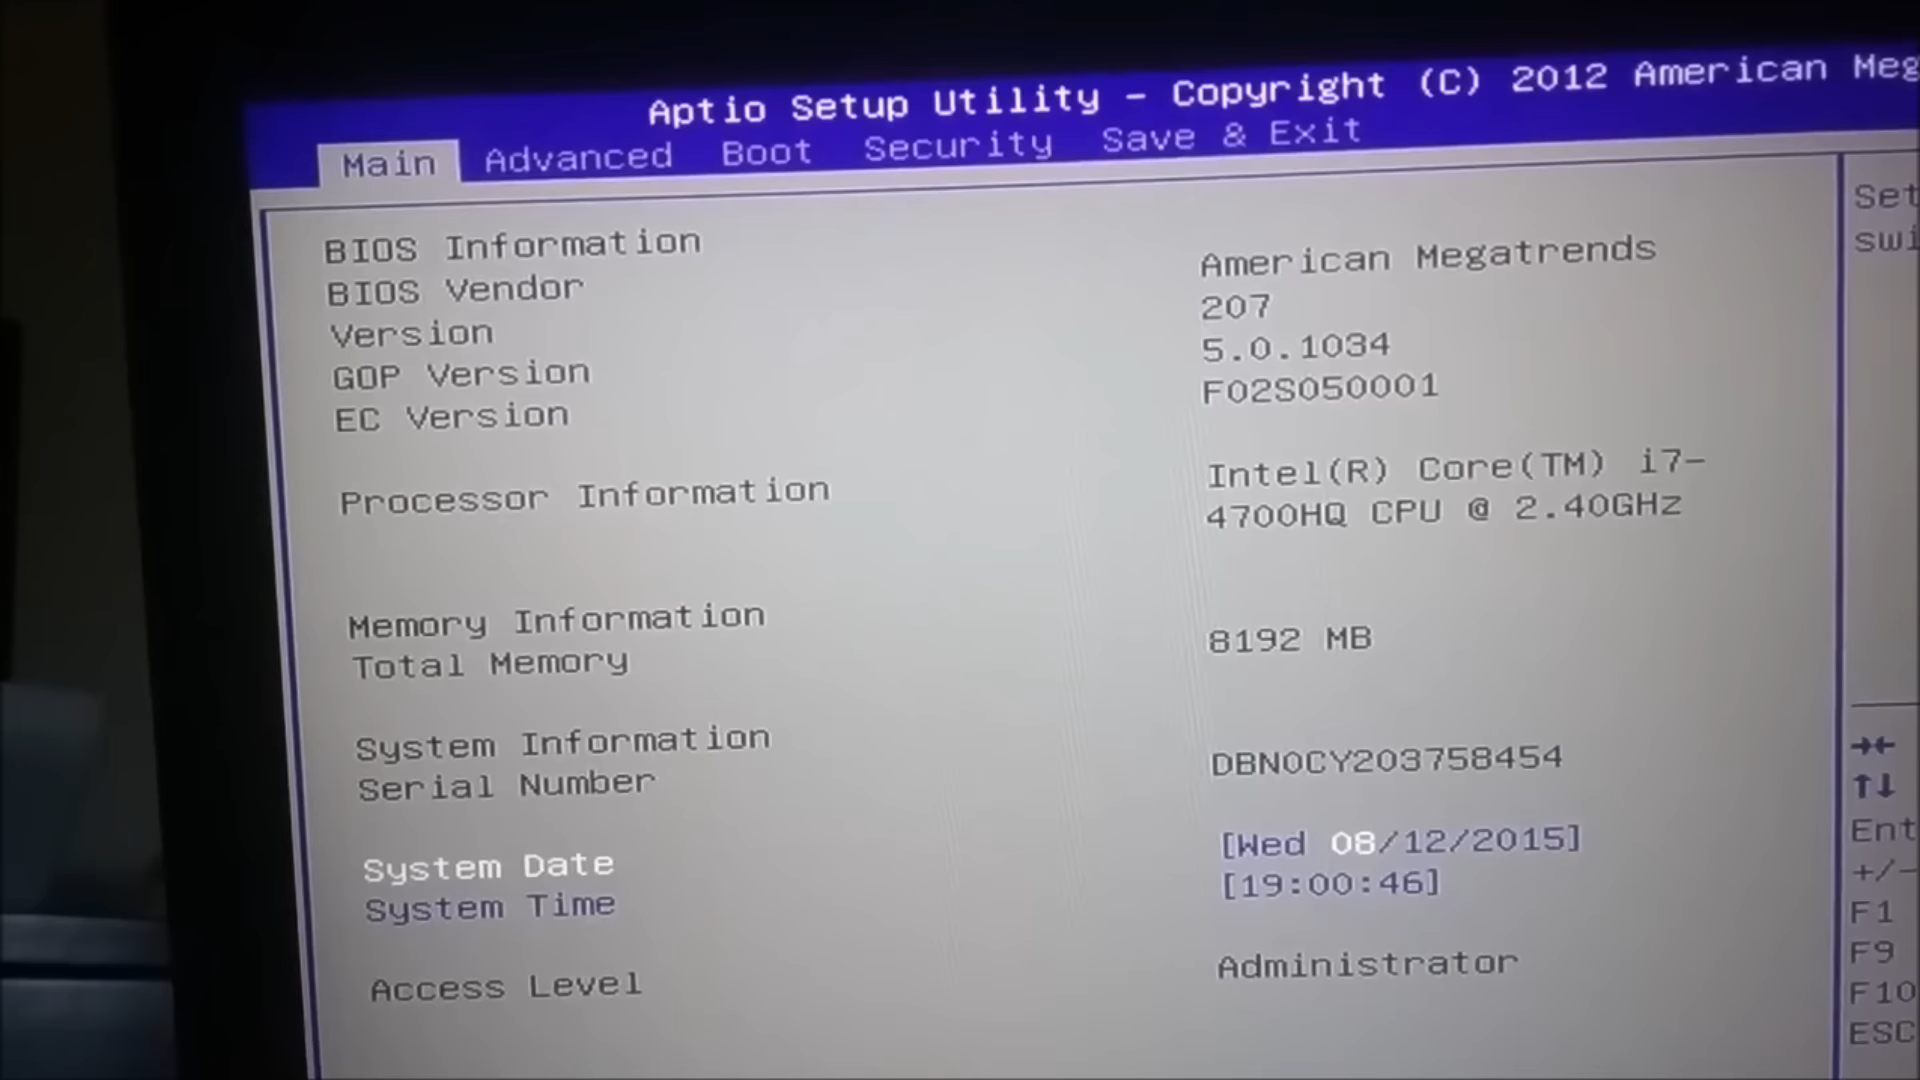 Aptio Setup Utility - Copyright (C) 2012 American
Main Advanced Boot Security Save & Exit
BIOS Information
BIOS Vendor American Megatrends
Version 207
GOP Version 5.0.1034
EC Version F02S050001
Processor Information Intel(R) Core(TM) i7-
4700HQ CPU @ 2.40GHz
Memory Information
Total Memory 8192 MB
System Information
Serial Number DBN0CY203758454
System Date [Wed 08/12/2015]
System Time [19:00:46]
Access Level Administrator
Set
→←
↑↓
+/-
F1
F9
F10
ESC